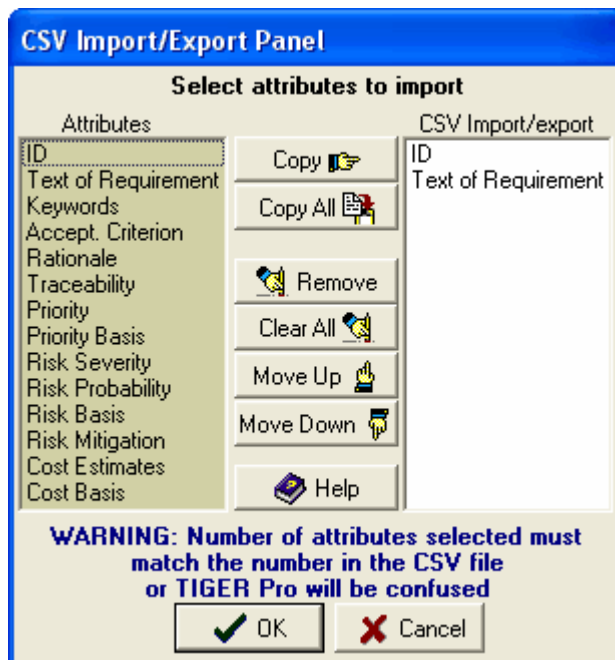 CSV Import/Export Panel
Select attributes to import
Attributes
ID
Text of Requirement
Keywords
Accept. Criterion
Rationale
Traceability
Priority
Priority Basis
Risk Severity
Risk Probability
Risk Basis
Risk Mitigation
Cost Estimates
Cost Basis
Copy
Copy All
Remove
Clear All
Move Up
Move Down
Help
CSV Import/export
ID
Text of Requirement
WARNING: Number of attributes selected must
match the number in the CSV file
or TIGER Pro will be confused
OK
Cancel